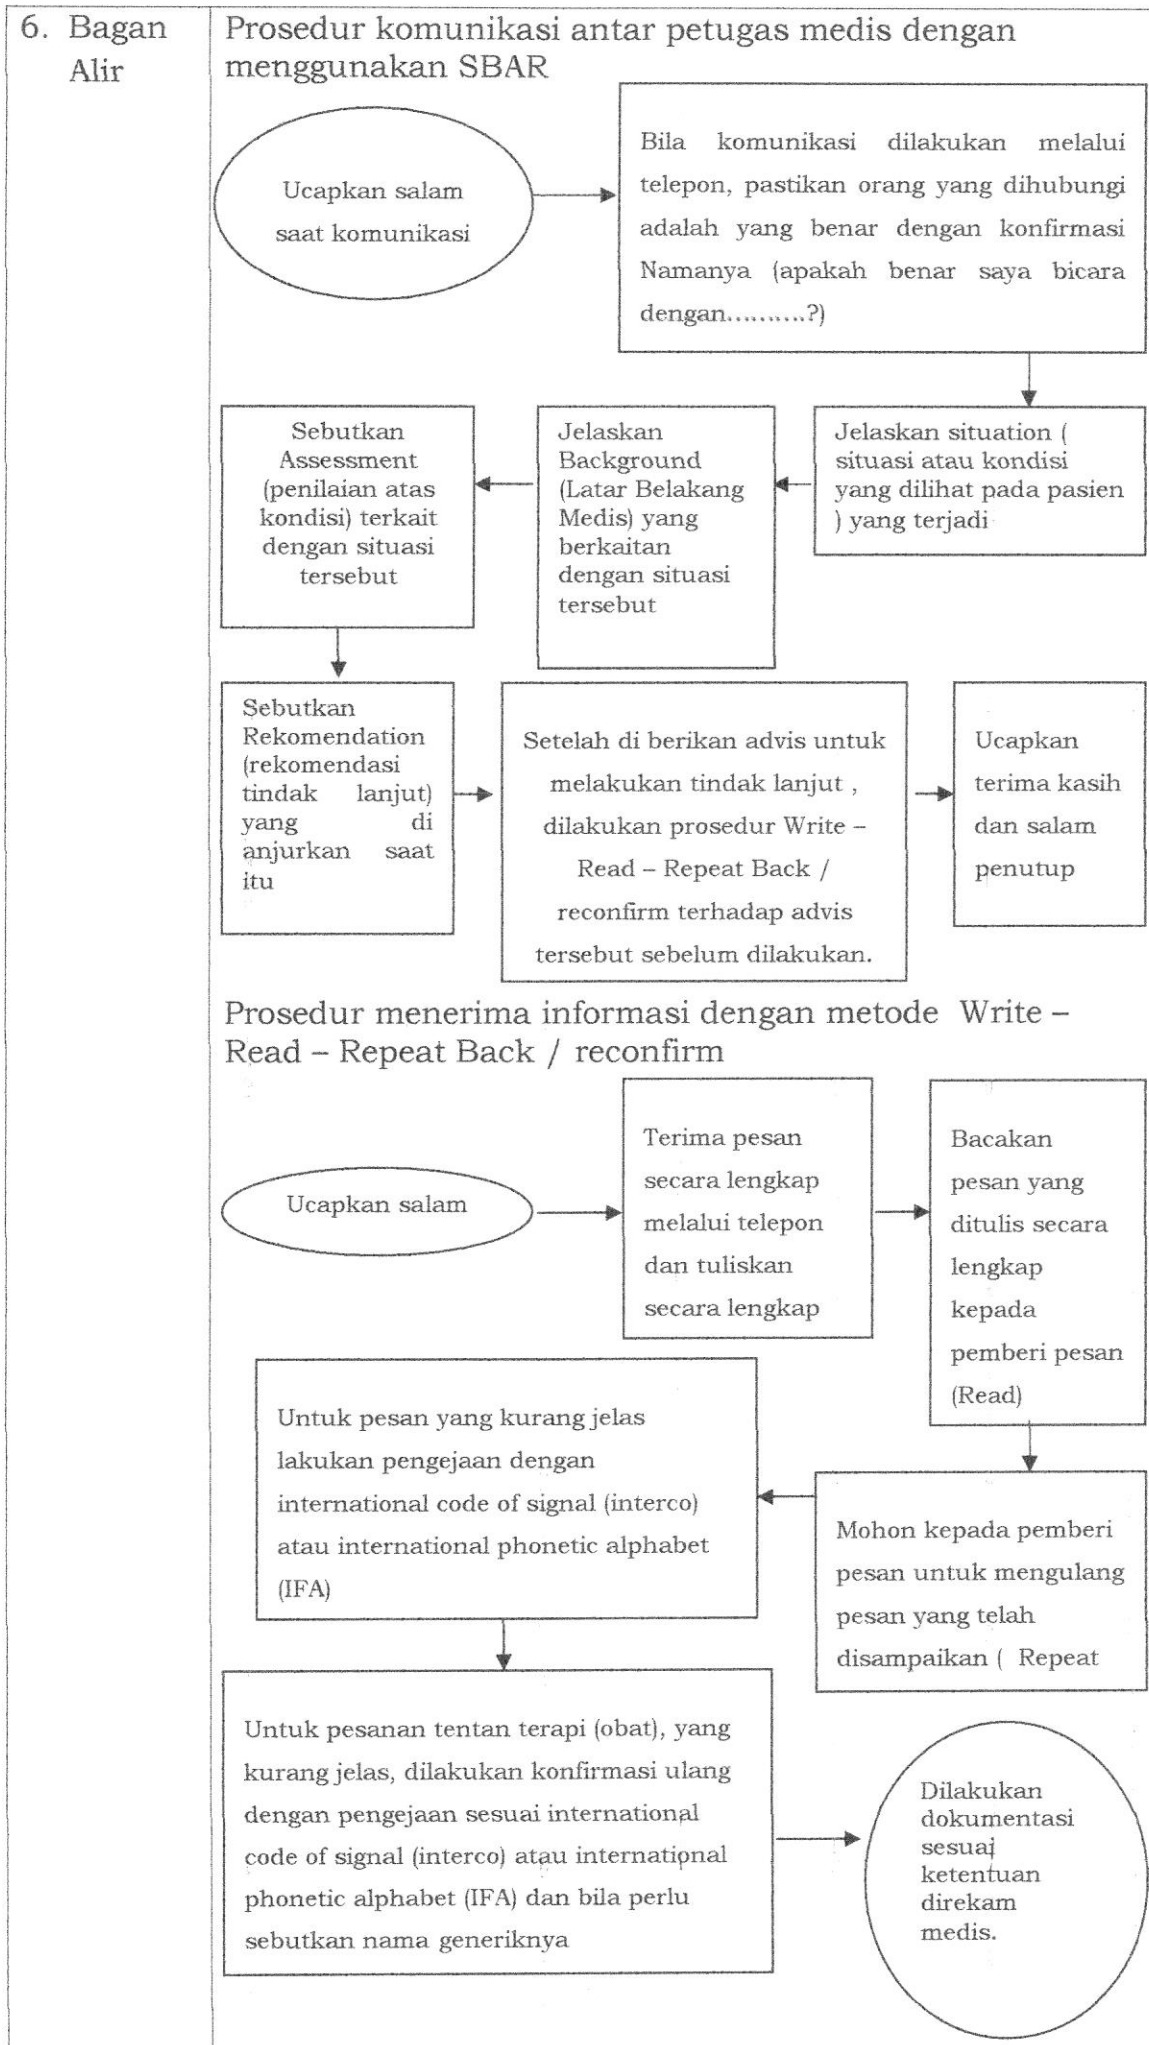 6. Bagan
Alir
Prosedur komunikasi antar petugas medis dengan
menggunakan SBAR
Ucapkan salam
saat komunikasi
Bila komunikasi dilakukan melalui
telepon, pastikan orang yang dihubungi
adalah yang benar dengan konfirmasi
Namanya (apakah benar saya bicara
dengan..........?)
Jelaskan situation (
situasi atau kondisi
yang dilihat pada pasien
) yang terjadi
Jelaskan
Background
(Latar Belakang
Medis) yang
berkaitan
dengan situasi
tersebut
Sebutkan
Assessment
(penilaian atas
kondisi) terkait
dengan situasi
tersebut
Sebutkan
Rekomendation
(rekomendasi
tindak lanjut)
yang di
anjurkan saat
itu
Setelah di berikan advis untuk
melakukan tindak lanjut ,
dilakukan prosedur Write –
Read – Repeat Back /
reconfirm terhadap advis
tersebut sebelum dilakukan.
Ucapkan
terima kasih
dan salam
penutup
Prosedur menerima informasi dengan metode Write –
Read – Repeat Back / reconfirm
Ucapkan salam
Terima pesan
secara lengkap
melalui telepon
dan tuliskan
secara lengkap
Bacakan
pesan yang
ditulis secara
lengkap
kepada
pemberi pesan
(Read)
Mohon kepada pemberi
pesan untuk mengulang
pesan yang telah
disampaikan ( Repeat
Untuk pesan yang kurang jelas
lakukan pengejaan dengan
international code of signal (interco)
atau international phonetic alphabet
(IFA)
Untuk pesanan tentan terapi (obat), yang
kurang jelas, dilakukan konfirmasi ulang
dengan pengejaan sesuai international
code of signal (interco) atau international
phonetic alphabet (IFA) dan bila perlu
sebutkan nama generiknya
Dilakukan
dokumentasi
sesuai
ketentuan
direkam
medis.